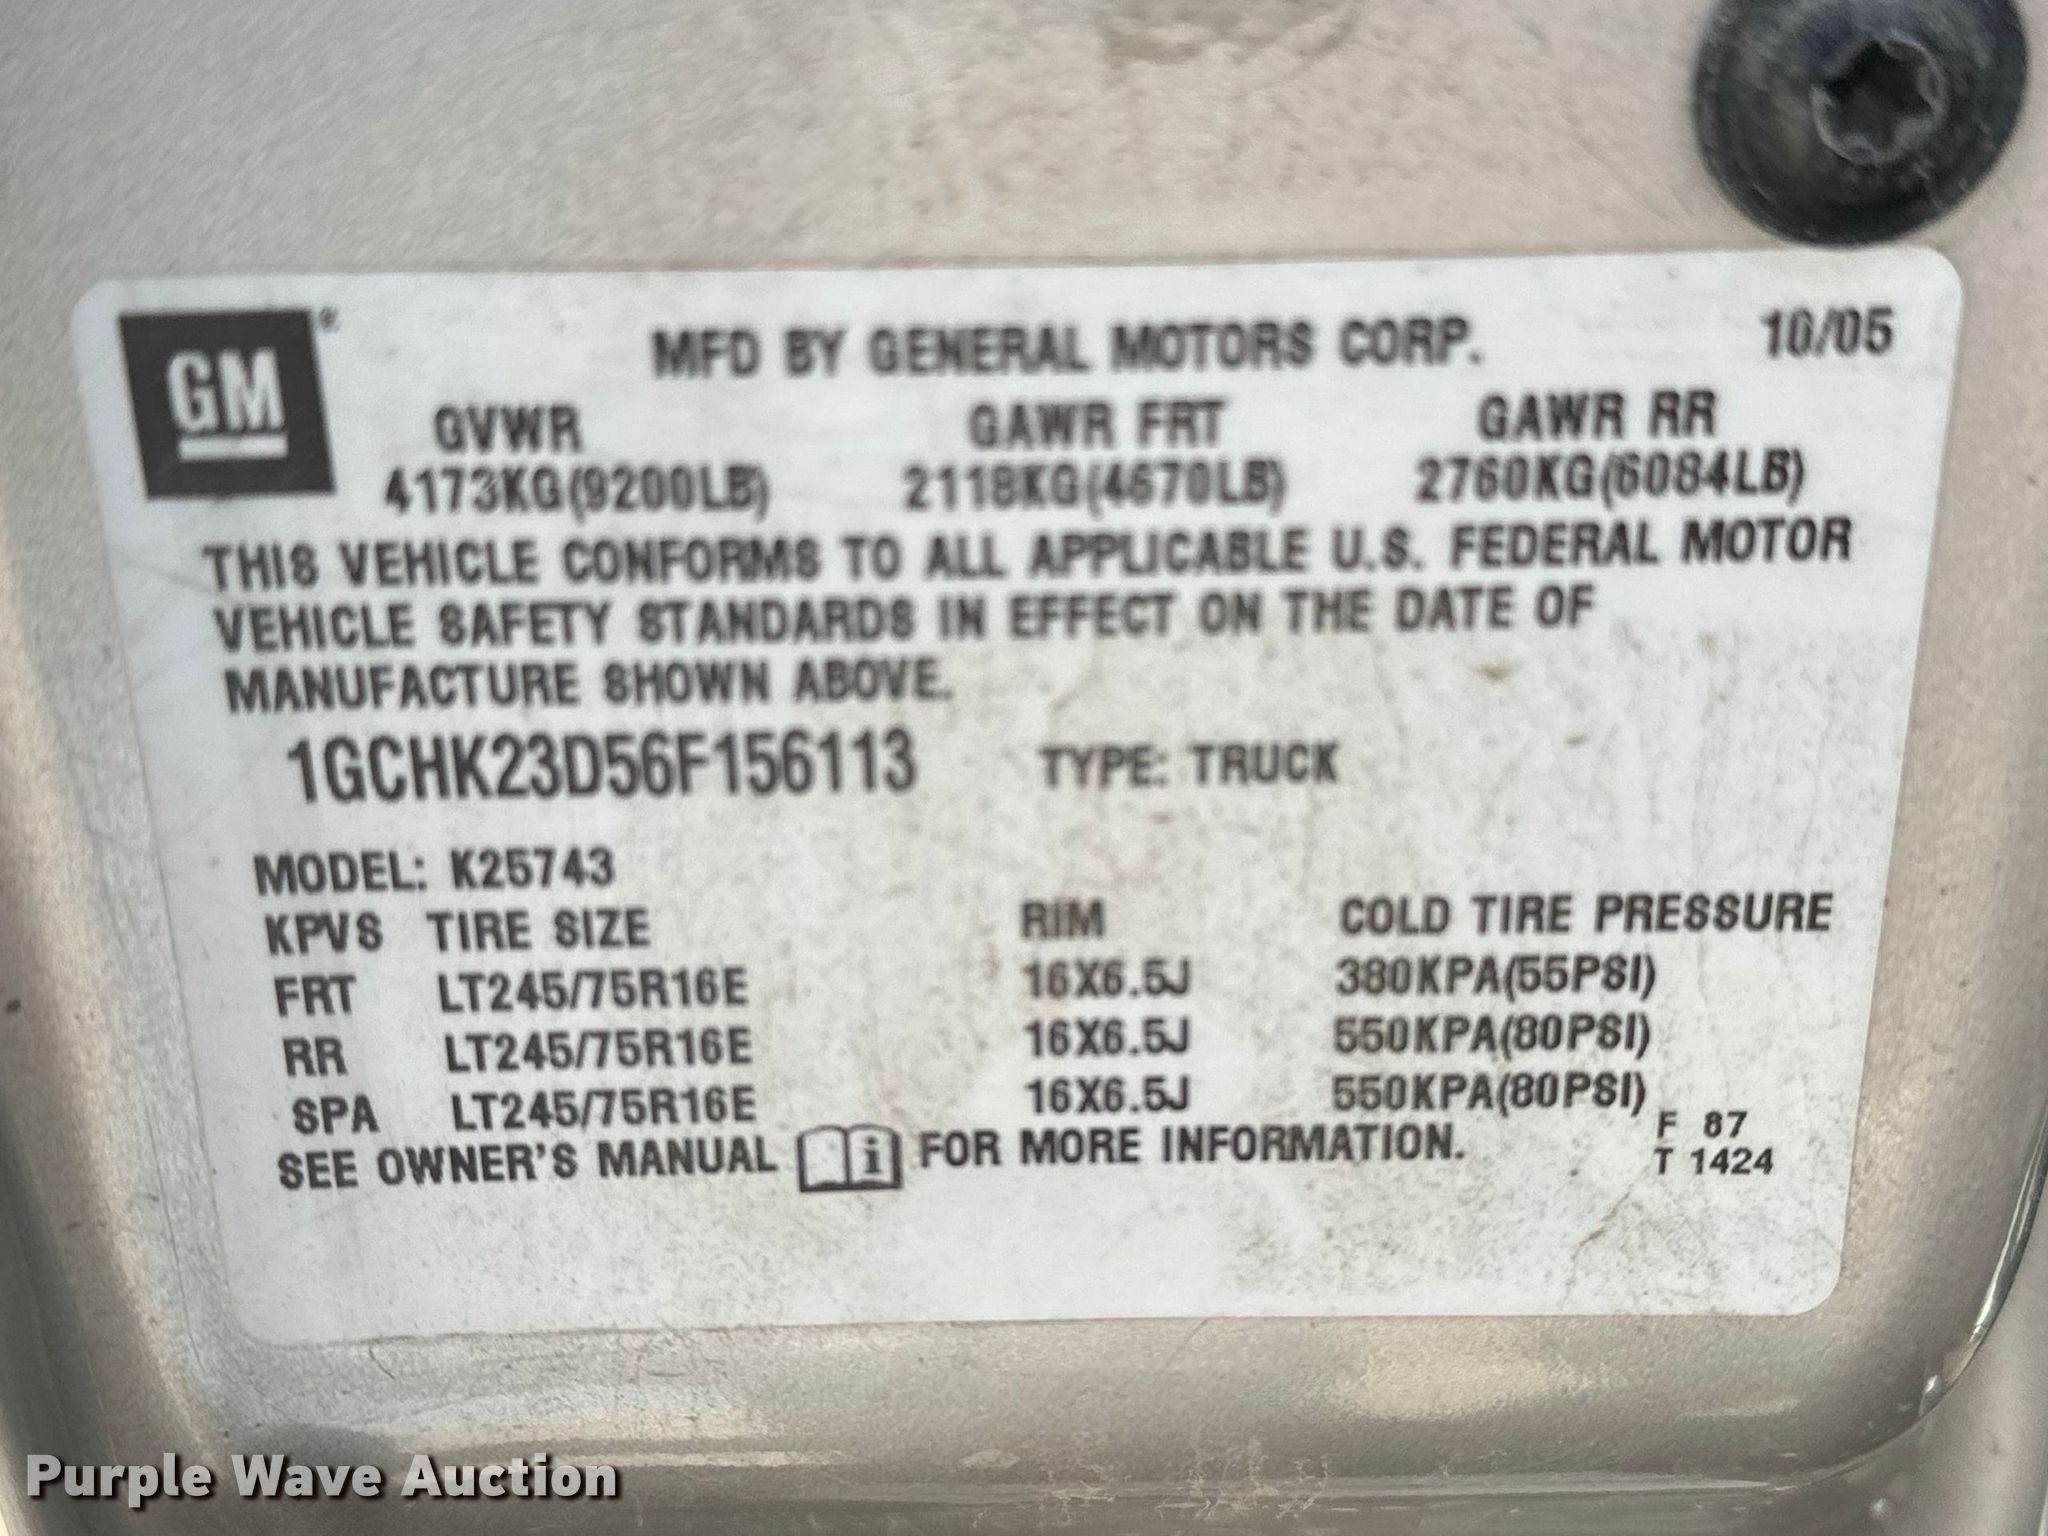 GM ®
MFD BY GENERAL MOTORS CORP. 10/05
GVWR GAWR FRT GAWR RR
4173KG(9200LB) 2118KG(4670LB) 2760KG(6084LB)
THIS VEHICLE CONFORMS TO ALL APPLICABLE U.S. FEDERAL MOTOR
VEHICLE SAFETY STANDARDS IN EFFECT ON THE DATE OF
MANUFACTURE SHOWN ABOVE.
1GCHK23D56F156113 TYPE: TRUCK
MODEL: K25743
KPVS TIRE SIZE RIM COLD TIRE PRESSURE
FRT LT245/75R16E 16X6.5J 380KPA(55PSI)
RR LT245/75R16E 16X6.5J 550KPA(80PSI)
SPA LT245/75R16E 16X6.5J 550KPA(80PSI)
SEE OWNER'S MANUAL i FOR MORE INFORMATION.
F 87
T 1424
Purple Wave Auction